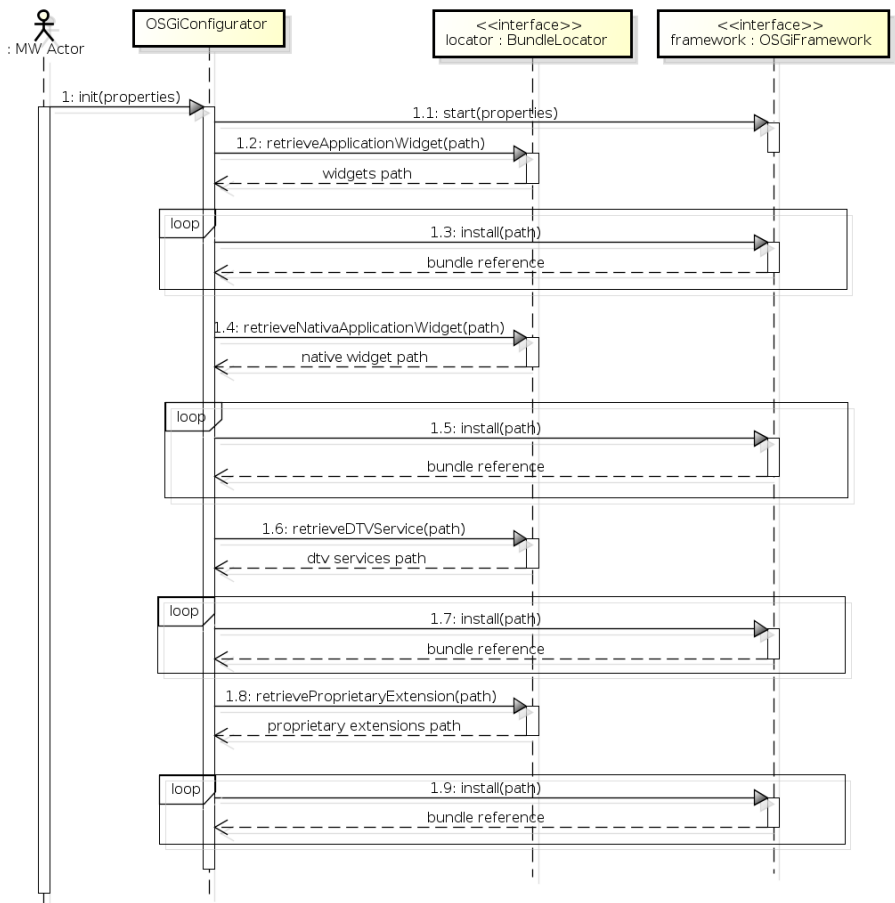 : MW Actor
OSGiConfigurator
<<interface>>
locator : BundleLocator
<<interface>>
framework : OSGiFramework
1: init(properties)
1.1: start(properties)
1.2: retrieveApplicationWidget(path)
widgets path
loop
1.3: install(path)
bundle reference
1.4: retrieveNativaApplicationWidget(path)
native widget path
loop
1.5: install(path)
bundle reference
1.6: retrieveDTVService(path)
dtv services path
loop
1.7: install(path)
bundle reference
1.8: retrieveProprietaryExtension(path)
proprietary extensions path
loop
1.9: install(path)
bundle reference